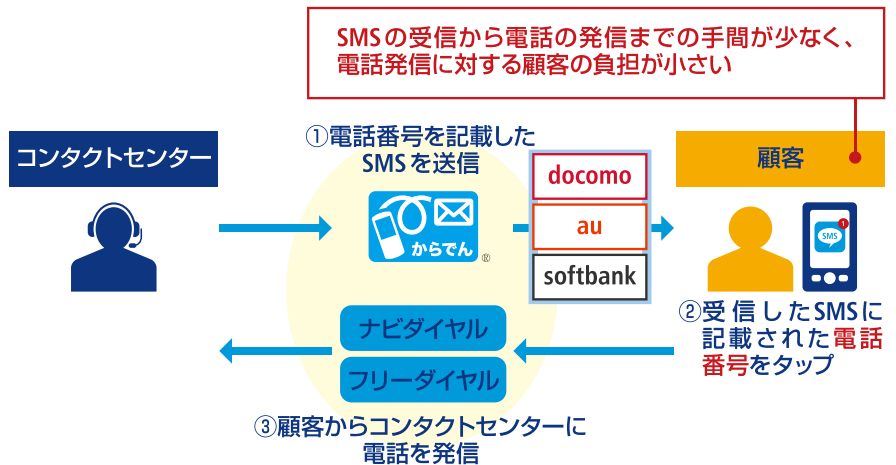 SMSの受信から電話の発信までの手間が少なく、
電話発信に対する顧客の負担が小さい
コンタクトセンター
①電話番号を記載した
SMSを送信
からでん
®
docomo
au
softbank
顧客
SMS
1
②受信したSMSに
記載された電話
番号をタップ
ナビダイヤル
フリーダイヤル
③顧客からコンタクトセンターに
電話を発信